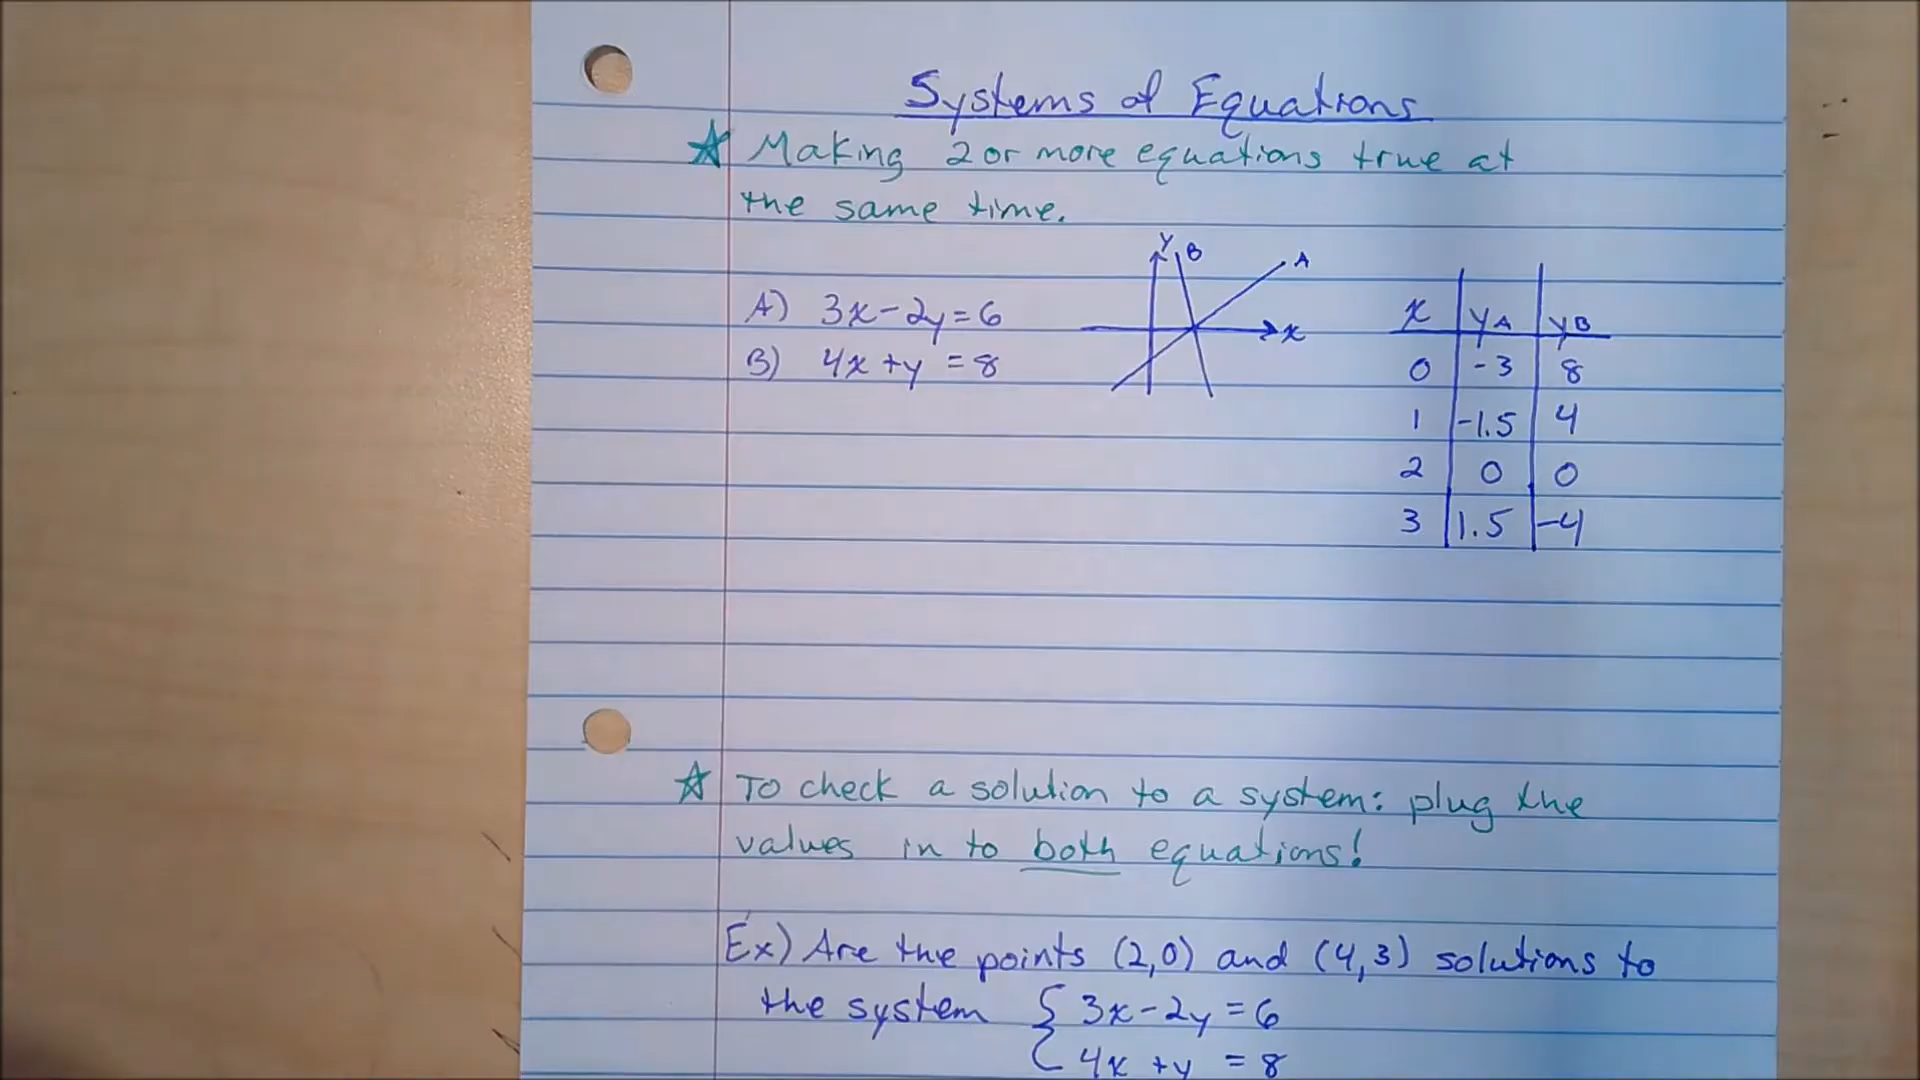 Systems of Equations
☆ Making 2 or more equations true at
the same time.
Y B A
x
A) 3x-2y=6
B) 4x+y=8
x | yA | yB
0 | -3 | 8
1 | -1.5 | 4
2 | 0 | 0
3 | 1.5 | -4
☆ To check a solution to a system: plug the
values in to both equations!
Ex) Are the points (2,0) and (4,3) solutions to
the system { 3x-2y=6
4x+y=8